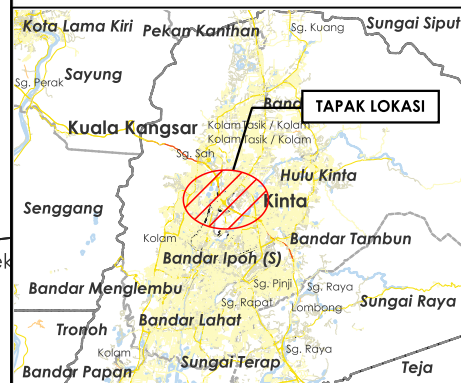 Kota Lama Kiri
Pekan Kanthan
Sg. Kuang
Sungai Siput
Sayung
Sg. Perak
Band
TAPAK LOKASI
Kuala Kangsar
Kolam Tasik / Kolam
Kolam Tasik / Kolam
Sg. Sah
Hulu Kinta
Kinta
Senggang
Kolam
Bandar Tambun
ek
Bandar Ipoh (S)
Bandar Menglembu
Sg. Pinji
Sg. Raya
Sg. Rapat
Lombong
Sungai Raya
Bandar Lahat
Tronoh
Kolam
Sungai Terap
Sg. Raya
Bandar Papan
Teja